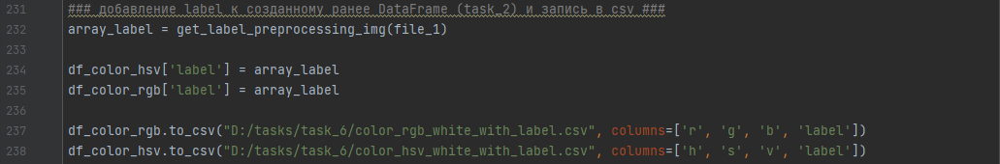 231 ### добавление label к созданному ранее DataFrame (task_2) и запись в csv ###
232 array_label = get_label_preprocessing_img(file_1)
233
234 df_color_hsv['label'] = array_label
235 df_color_rgb['label'] = array_label
236
237 df_color_rgb.to_csv("D:/tasks/task_6/color_rgb_white_with_label.csv", columns=['r', 'g', 'b', 'label'])
238 df_color_hsv.to_csv("D:/tasks/task_6/color_hsv_white_with_label.csv", columns=['h', 's', 'v', 'label'])